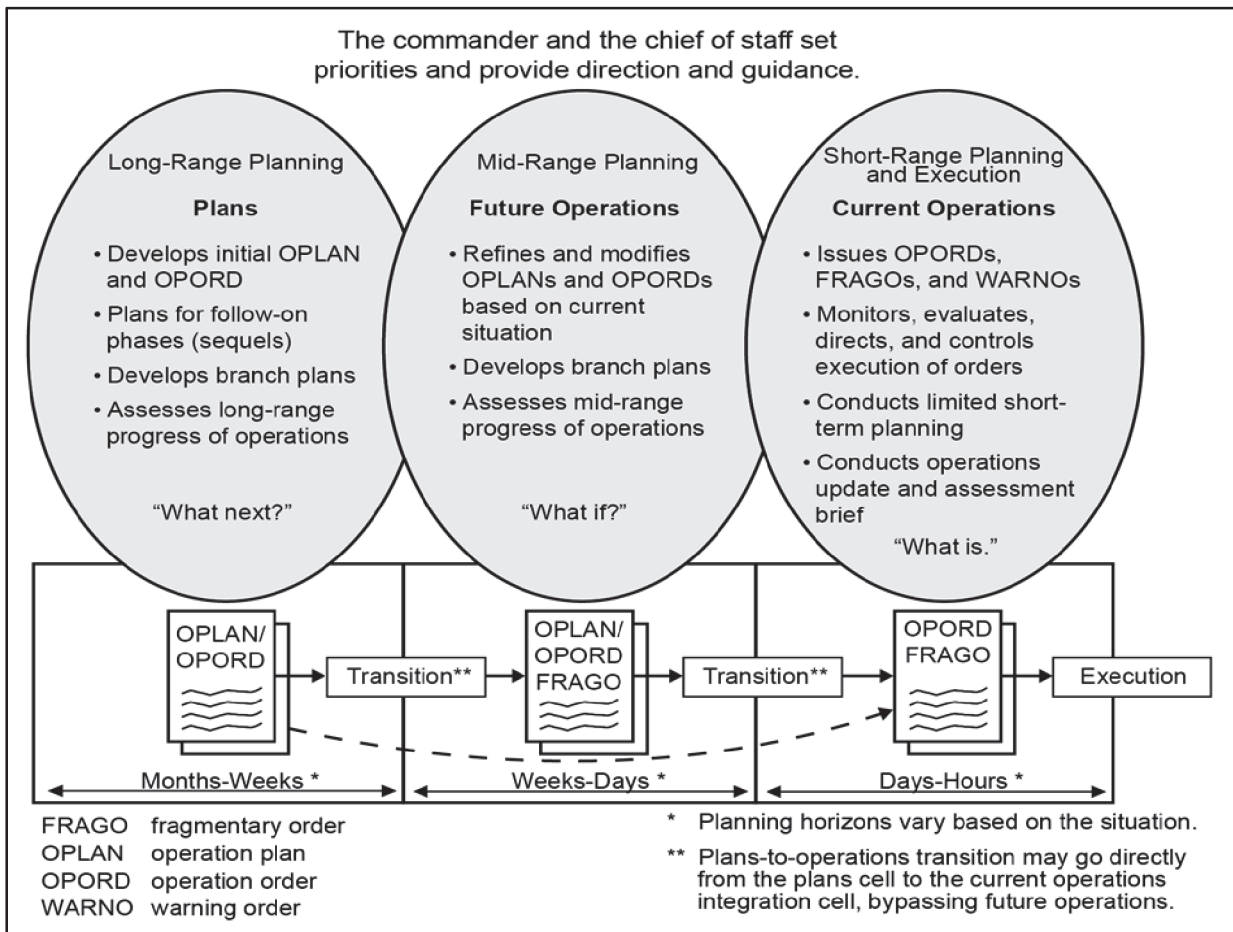 The commander and the chief of staff set
priorities and provide direction and guidance.
Long-Range Planning
Plans
• Develops initial OPLAN
and OPORD
• Plans for follow-on
phases (sequels)
• Develops branch plans
• Assesses long-range
progress of operations
“What next?”
Mid-Range Planning
Future Operations
• Refines and modifies
OPLANs and OPORDs
based on current
situation
• Develops branch plans
• Assesses mid-range
progress of operations
“What if?”
Short-Range Planning
and Execution
Current Operations
• Issues OPORDs,
FRAGOs, and WARNOs
• Monitors, evaluates,
directs, and controls
execution of orders
• Conducts limited short-
term planning
• Conducts operations
update and assessment
brief
“What is.”
OPLAN/
OPORD
Transition**
OPLAN/
OPORD
FRAGO
Transition**
OPORD
FRAGO
Execution
Months-Weeks *
Weeks-Days *
Days-Hours *
FRAGO fragmentary order
OPLAN operation plan
OPORD operation order
WARNO warning order
* Planning horizons vary based on the situation.
** Plans-to-operations transition may go directly
from the plans cell to the current operations
integration cell, bypassing future operations.